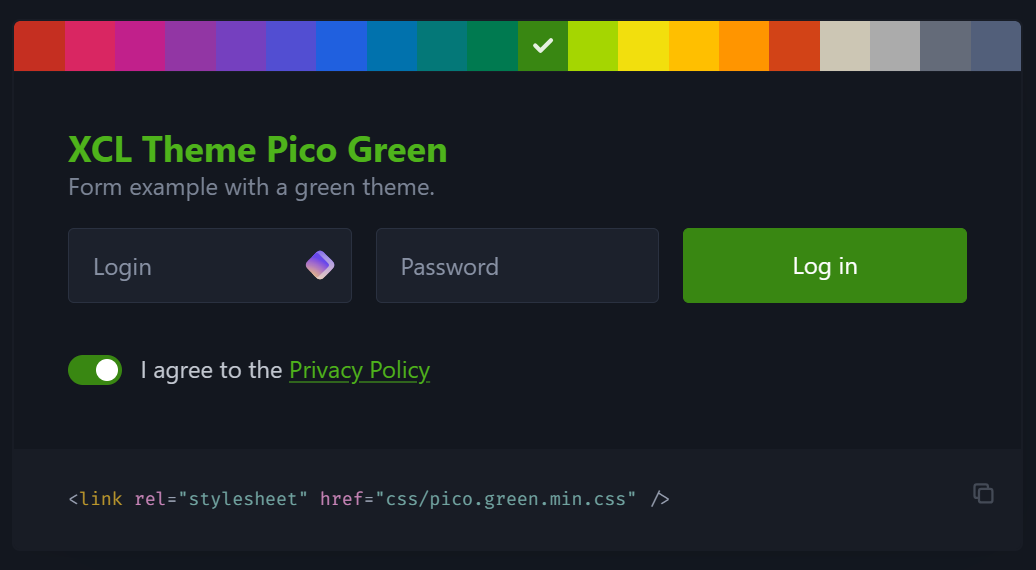 XCL Theme Pico Green
Form example with a green theme.
Login
Password
Log in
I agree to the Privacy Policy
<link rel="stylesheet" href="css/pico.green.min.css" />